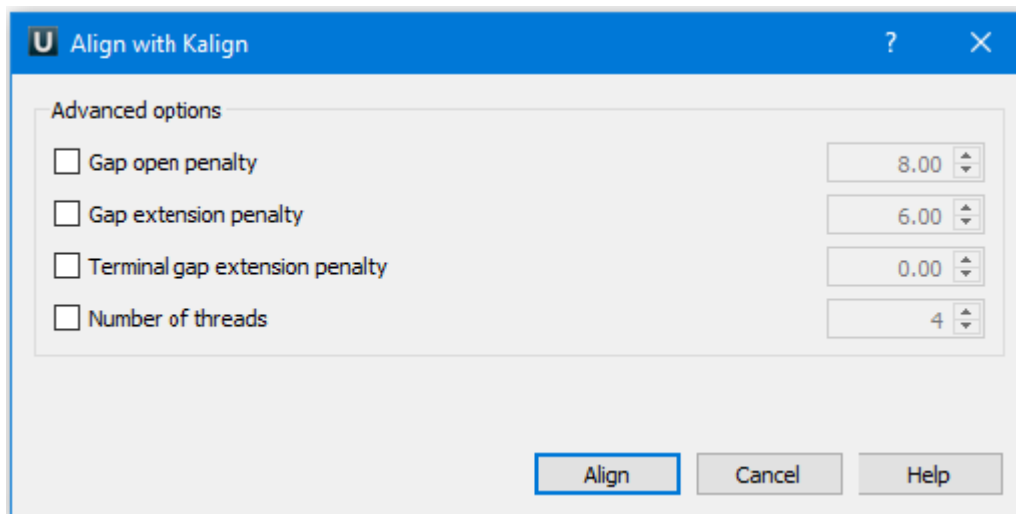 U Align with Kalign ? ×
Advanced options
Gap open penalty 8.00
Gap extension penalty 6.00
Terminal gap extension penalty 0.00
Number of threads 4
Align Cancel Help